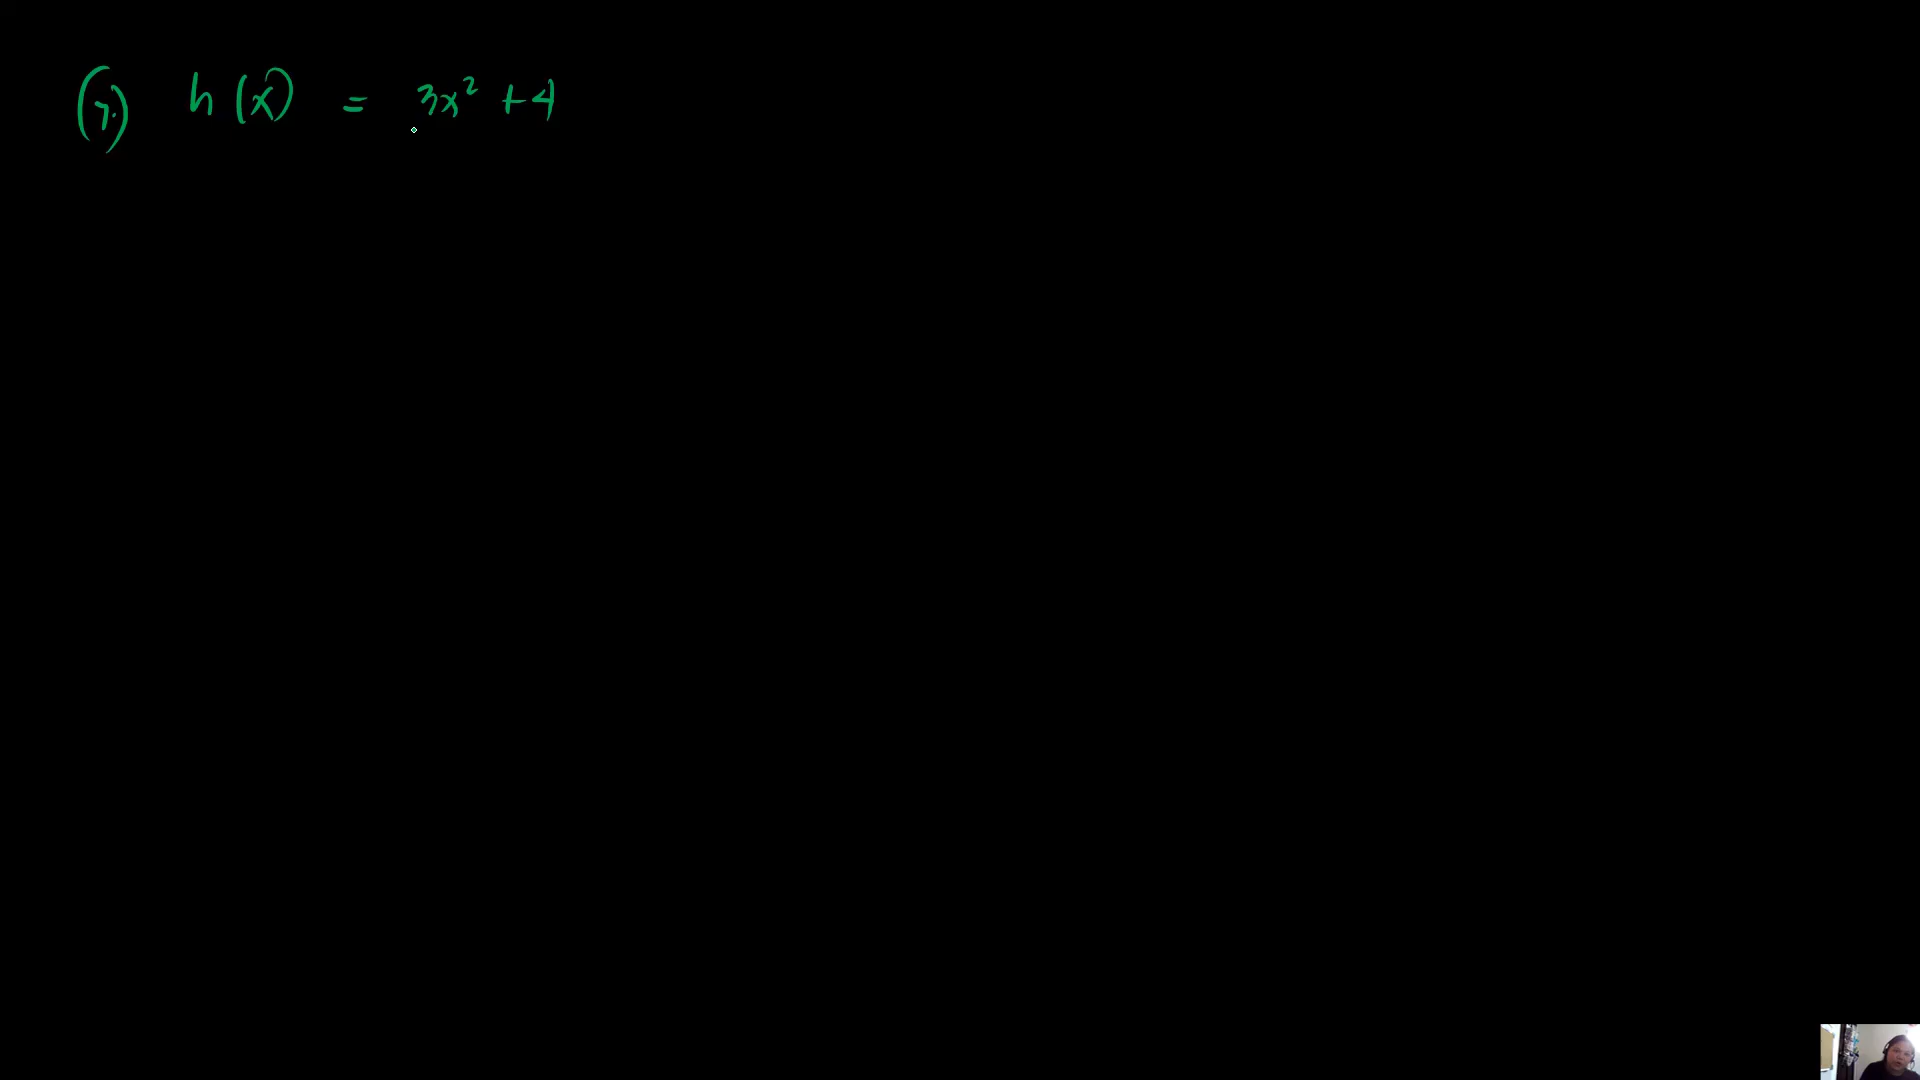 (7.) h(x) = 3x² + 4